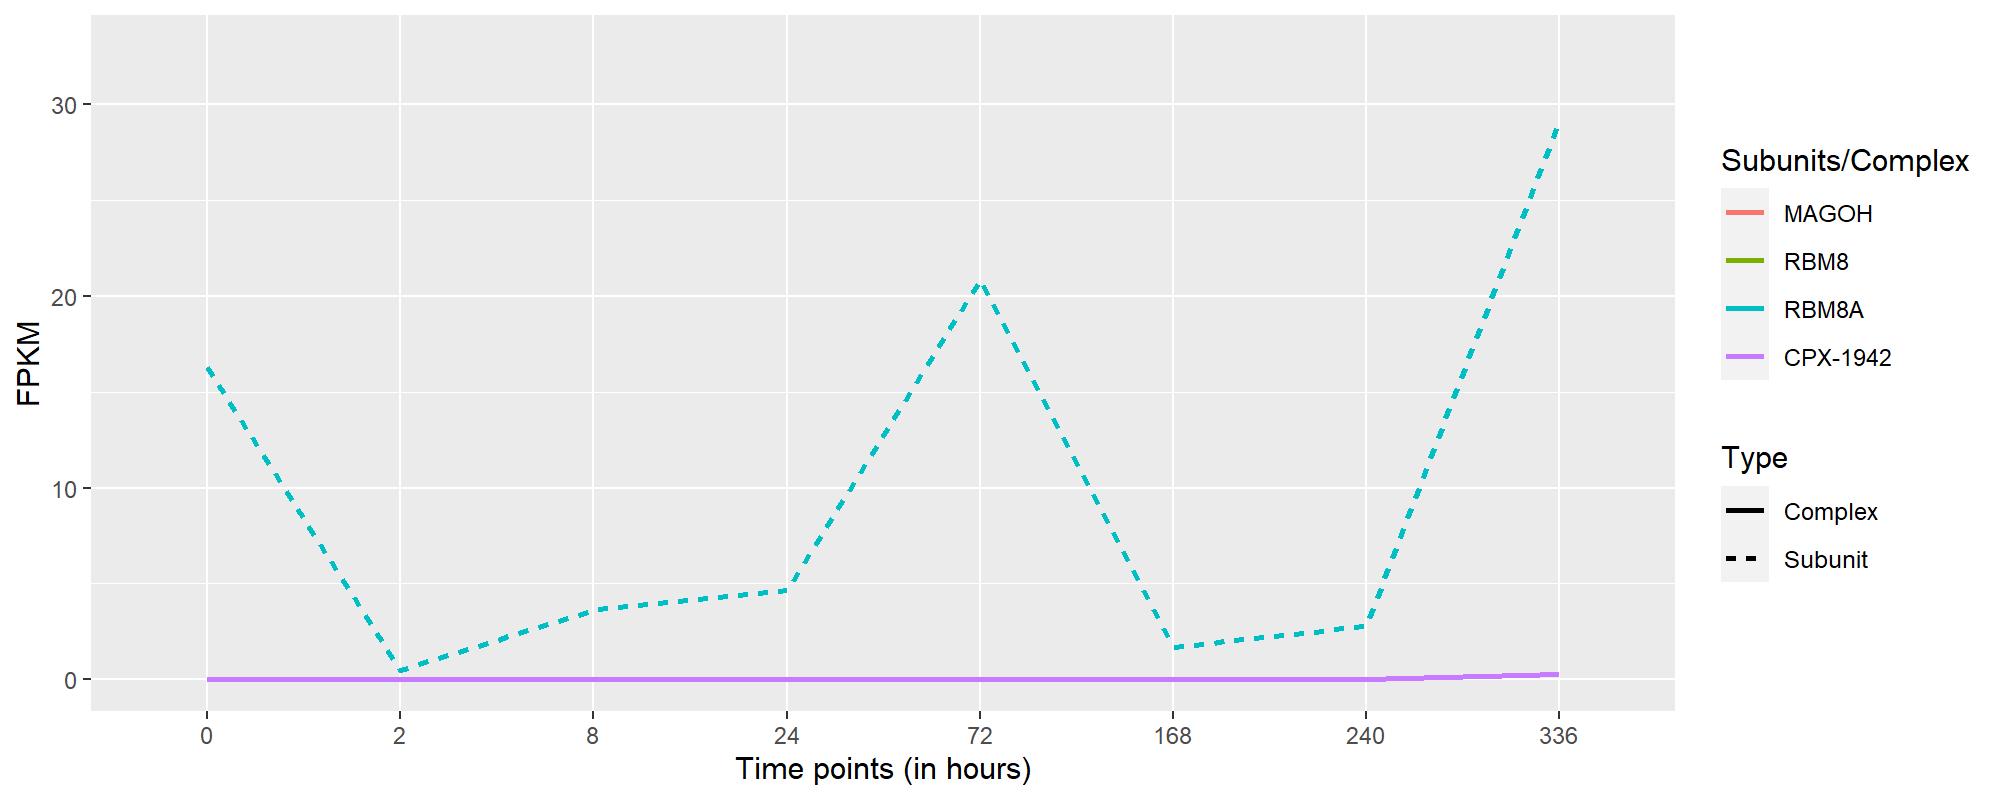 FPKM
30
20
10
0
0 2 8 24 72 168 240 336
Time points (in hours)
Subunits/Complex
MAGOH
RBM8
RBM8A
CPX-1942
Type
Complex
Subunit